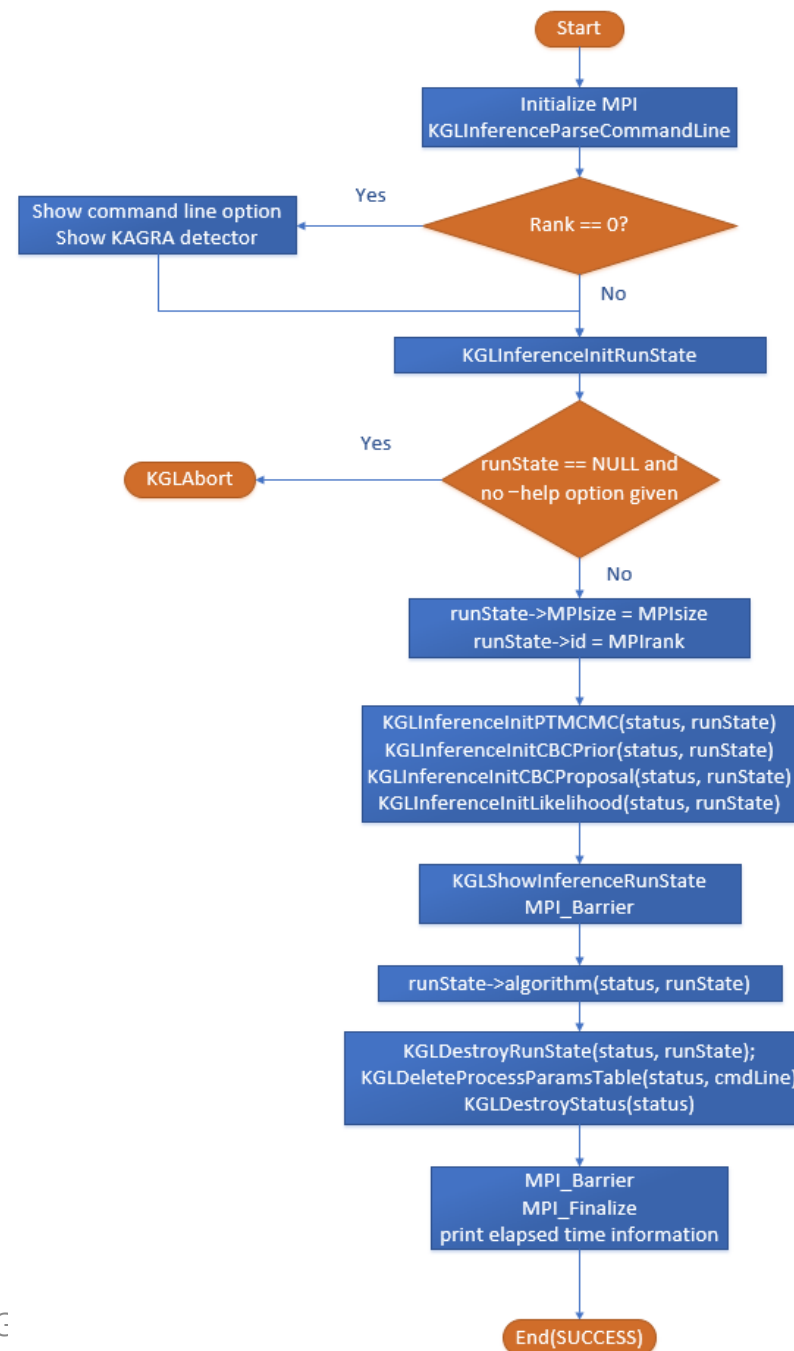 Start
Initialize MPI
KGLInferenceParseCommandLine
Rank == 0?
Yes
Show command line option
Show KAGRA detector
No
KGLInferenceInitRunState
runState == NULL and
no –help option given
Yes
KGLAbort
No
runState->MPIsize = MPIsize
runState->id = MPIrank
KGLInferenceInitPTMCMC(status, runState)
KGLInferenceInitCBCPrior(status, runState)
KGLInferenceInitCBCProposal(status, runState)
KGLInferenceInitLikelihood(status, runState)
KGLShowInferenceRunState
MPI_Barrier
runState->algorithm(status, runState)
KGLDestroyRunState(status, runState);
KGLDeleteProcessParamsTable(status, cmdLine)
KGLDestroyStatus(status)
MPI_Barrier
MPI_Finalize
print elapsed time information
End(SUCCESS)